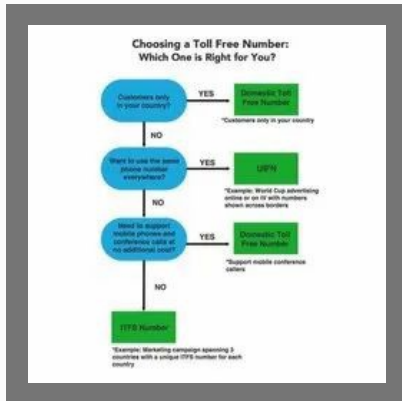 Choosing a Toll Free Number:
Which One is Right for You?
Customers only
in your country?
YES
Domestic Toll
Free Number
*Customers only in your country
NO
Want to use the same
phone number
everywhere?
YES
UIFN
*Example: World Cup advertising
online or on TV with numbers
shown across borders
NO
Need to support
mobile phones and
conference calls at
no additional cost?
YES
Domestic Toll
Free Number
*Support mobile conference
callers
NO
ITFS Number
*Example: Marketing campaign spanning 3
countries with a unique ITFS number for each
country